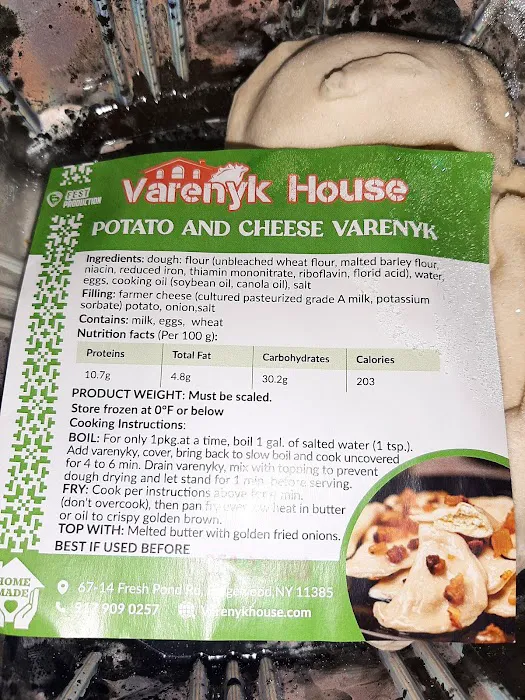 BEST
PRODUCTION
Varenyk House
POTATO AND CHEESE VARENYK
Ingredients: dough: flour (unbleached wheat flour, malted barley flour,
niacin, reduced iron, thiamin mononitrate, riboflavin, florid acid), water,
eggs, cooking oil (soybean oil, canola oil), salt
Filling: farmer cheese (cultured pasteurized grade A milk, potassium
sorbate) potato, onion,salt
Contains: milk, eggs, wheat
Nutrition facts (Per 100 g):
Proteins Total Fat Carbohydrates Calories
10.7g 4.8g 30.2g 203
PRODUCT WEIGHT: Must be scaled.
Store frozen at 0°F or below
Cooking Instructions:
BOIL: For only 1pkg.at a time, boil 1 gal. of salted water (1 tsp.).
Add varenyky, cover, bring back to slow boil and cook uncovered
for 4 to 6 min. Drain varenyky, mix with topping to prevent
dough drying and let stand for 1 min. before serving.
FRY: Cook per instructions above for 4 min.
(don't overcook), then pan fry over heat in butter
or oil to crispy golden brown.
TOP WITH: Melted butter with golden fried onions.
BEST IF USED BEFORE
HOME
MADE
67-14 Fresh Pond Rd, Ridgewood,NY 11385
909 0257 varenykhouse.com